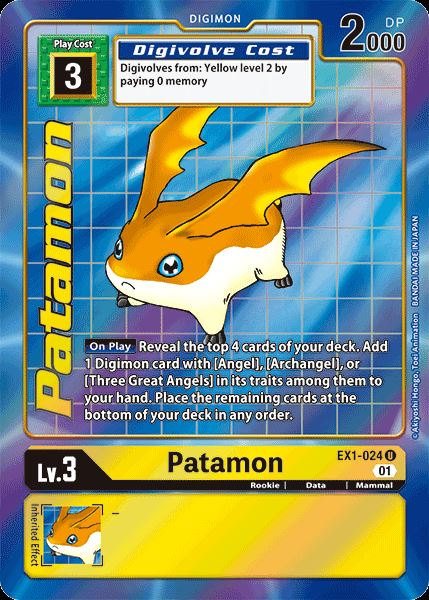 DIGIMON
Play Cost
3
Digivolve Cost
Digivolves from: Yellow level 2 by
paying 0 memory
DP
2000
Patamon
On Play Reveal the top 4 cards of your deck. Add
1 Digimon card with [Angel], [Archangel], or
[Three Great Angels] in its traits among them to
your hand. Place the remaining cards at the
bottom of your deck in any order.
©Akiyoshi Hongo, Toei Animation BANDAI MADE IN JAPAN
Lv.3
Patamon
EX1-024 U
01
Rookie | Data | Mammal
Inherited Effect
–